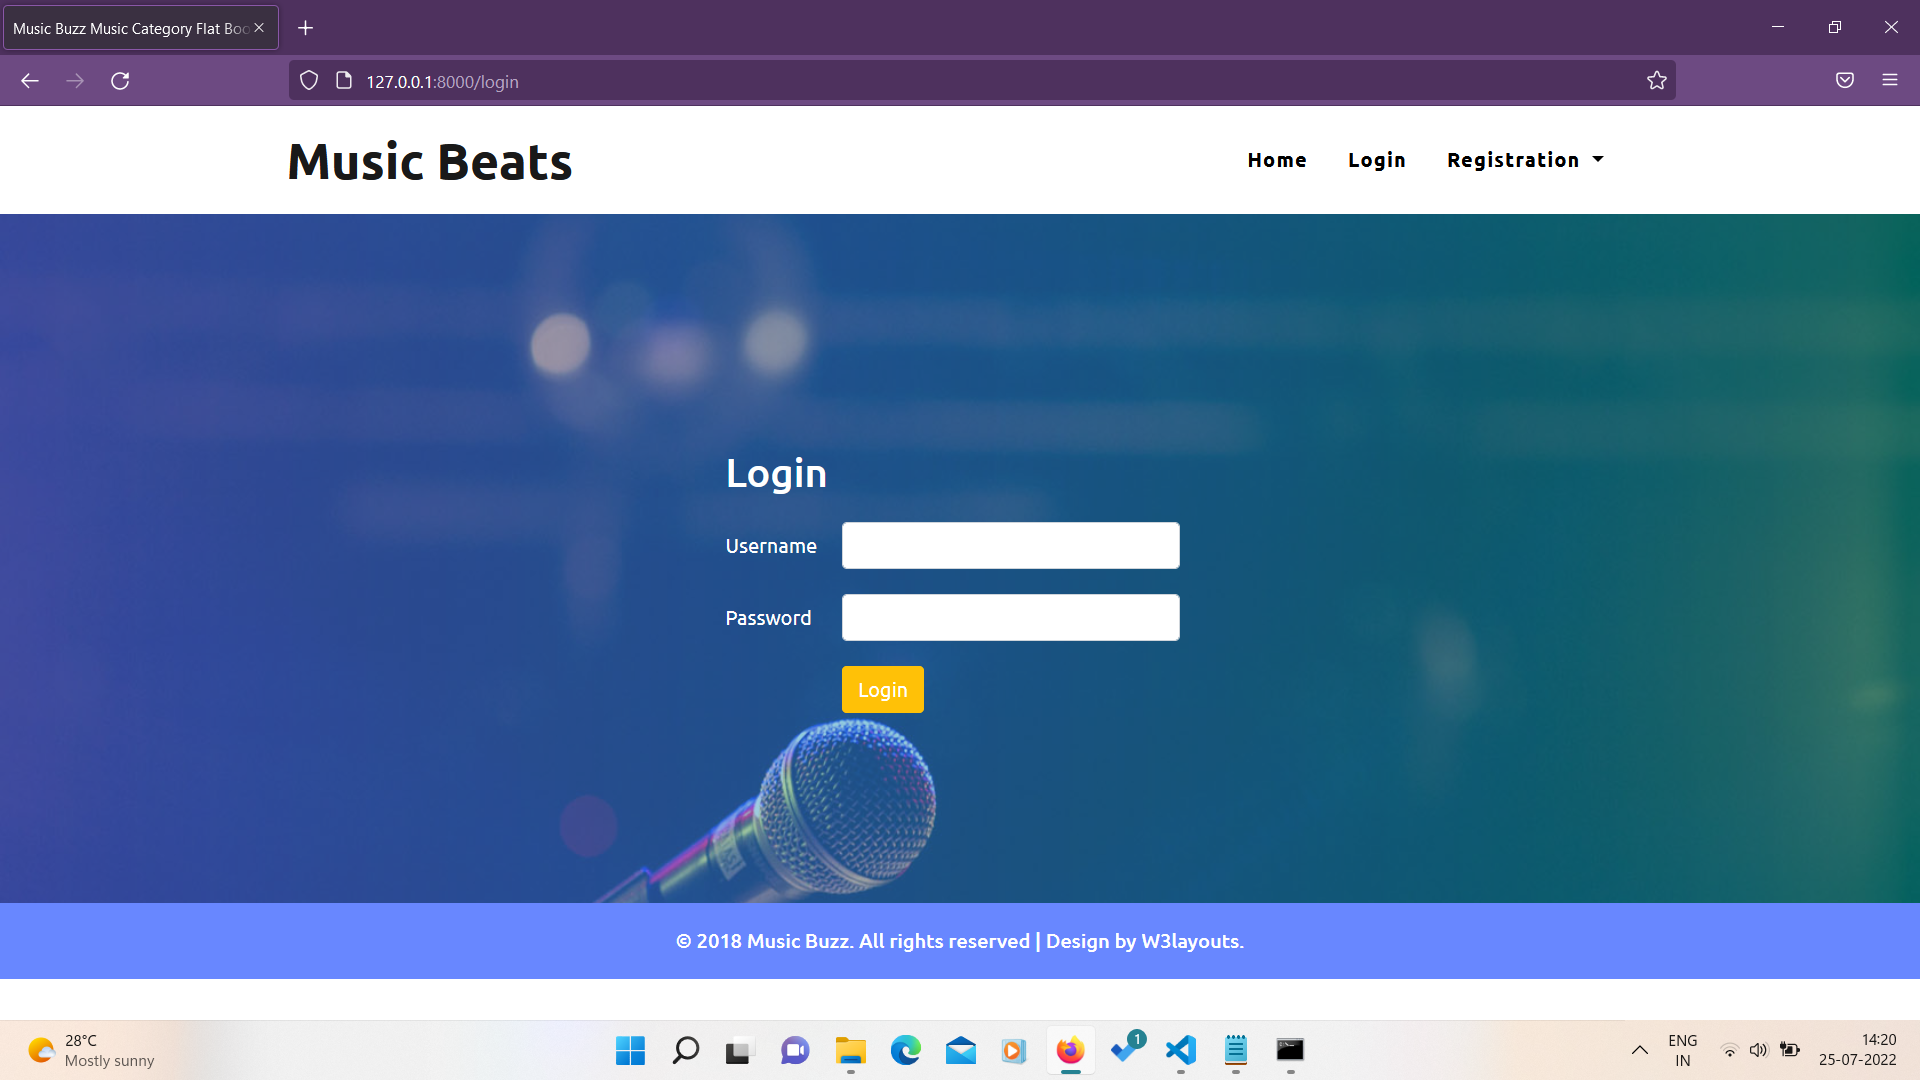 Music Buzz Music Category Flat Boo
127.0.0.1:8000/login
Music Beats
Home Login Registration
Login
Username
Password
Login
© 2018 Music Buzz. All rights reserved | Design by W3layouts.
28°C
Mostly sunny
1
ENG
IN
14:20
25-07-2022